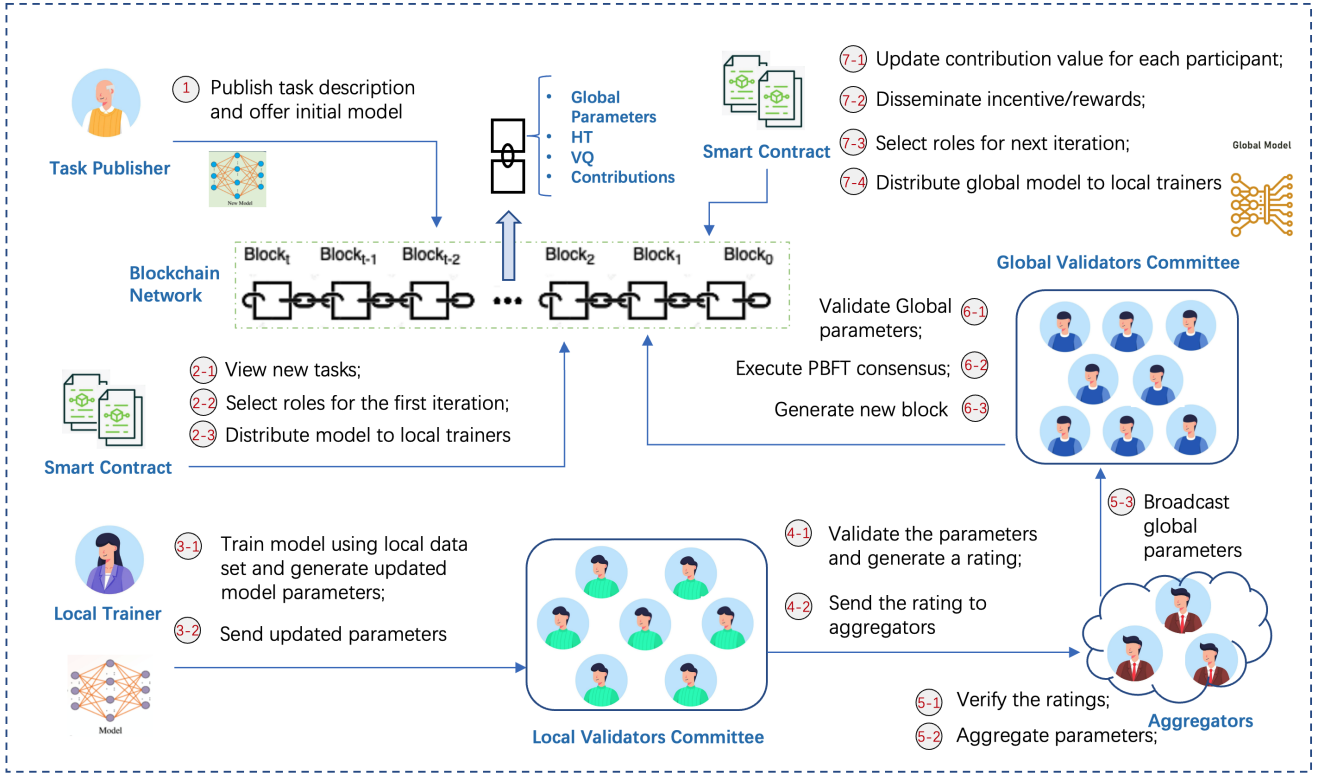 1
Publish task description
and offer initial model
Task Publisher
New Model
• Global
Parameters
• HT
• VQ
• Contributions
Smart Contract
7-1 Update contribution value for each participant;
7-2 Disseminate incentive/rewards;
7-3 Select roles for next iteration;
7-4 Distribute global model to local trainers
Global Model
Blockchain
Network
Blockt Blockt-1 Blockt-2 ... Block2 Block1 Block0
Global Validators Committee
Validate Global
parameters; 6-1
Execute PBFT consensus; 6-2
Generate new block 6-3
2-1 View new tasks;
2-2 Select roles for the first iteration;
2-3 Distribute model to local trainers
Smart Contract
5-3 Broadcast
global
parameters
Local Trainer
3-1 Train model using local data
set and generate updated
model parameters;
3-2 Send updated parameters
Model
Local Validators Committee
4-1 Validate the parameters
and generate a rating;
4-2 Send the rating to
aggregators
5-1 Verify the ratings;
5-2 Aggregate parameters;
Aggregators